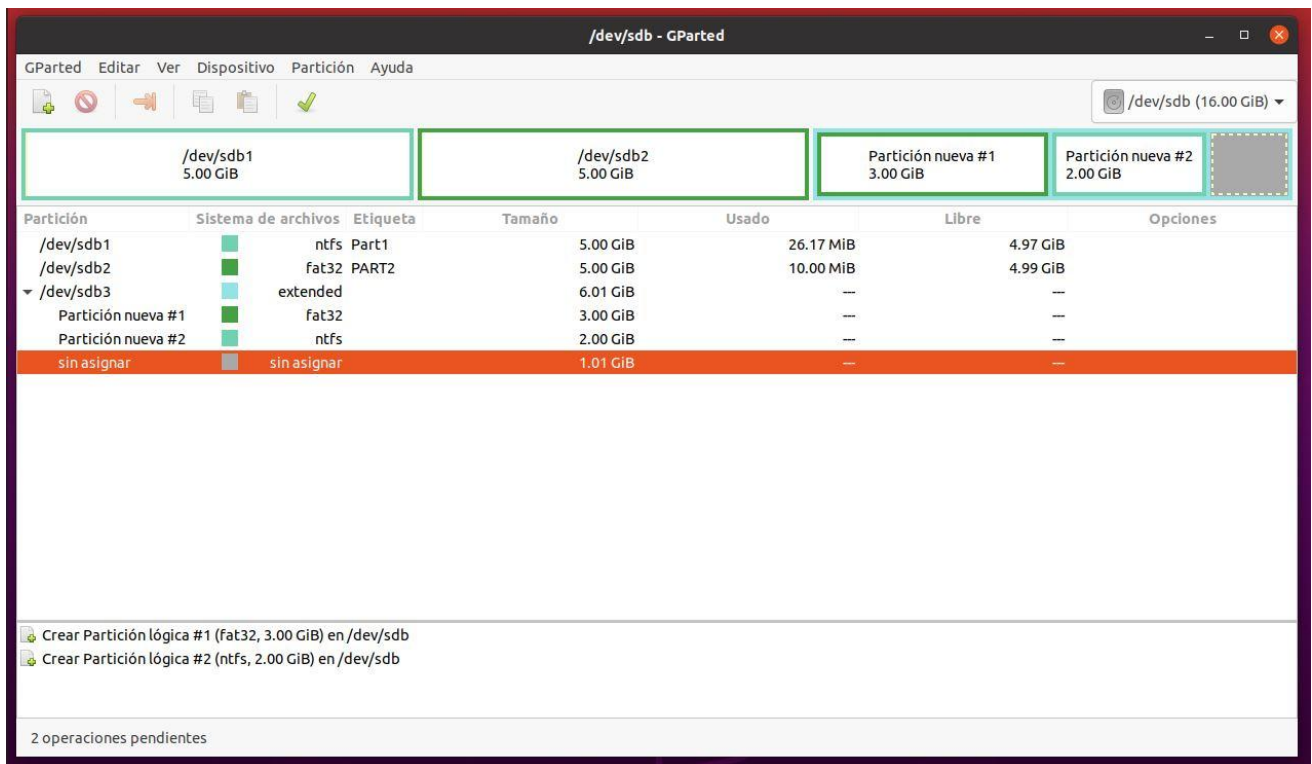 /dev/sdb - GParted
GParted Editar Ver Dispositivo Partición Ayuda
/dev/sdb (16.00 GiB)
/dev/sdb1
5.00 GiB
/dev/sdb2
5.00 GiB
Partición nueva #1
3.00 GiB
Partición nueva #2
2.00 GiB
Partición Sistema de archivos Etiqueta Tamaño Usado Libre Opciones
/dev/sdb1 ntfs Part1 5.00 GiB 26.17 MiB 4.97 GiB
/dev/sdb2 fat32 PART2 5.00 GiB 10.00 MiB 4.99 GiB
/dev/sdb3 extended 6.01 GiB --- ---
Partición nueva #1 fat32 3.00 GiB --- ---
Partición nueva #2 ntfs 2.00 GiB --- ---
sin asignar sin asignar 1.01 GiB --- ---
Crear Partición lógica #1 (fat32, 3.00 GiB) en /dev/sdb
Crear Partición lógica #2 (ntfs, 2.00 GiB) en /dev/sdb
2 operaciones pendientes